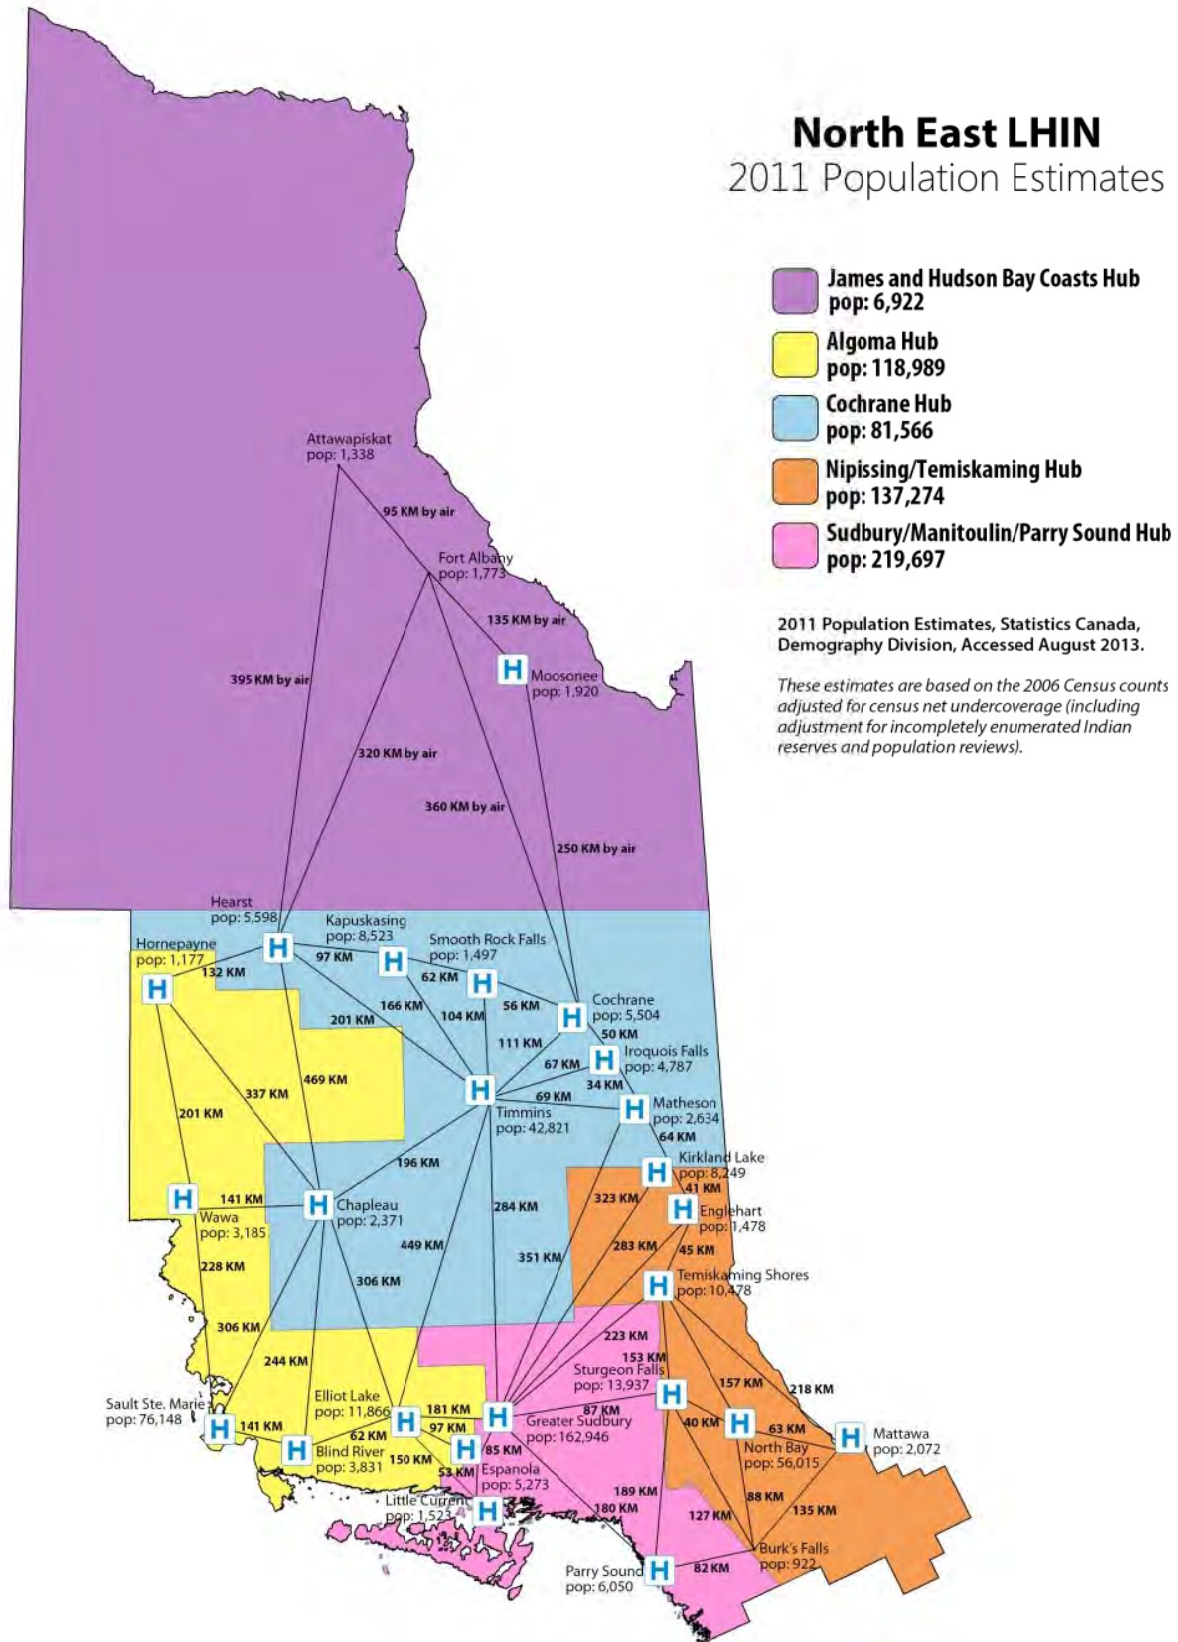 North East LHIN
2011 Population Estimates
James and Hudson Bay Coasts Hub
pop: 6,922
Algoma Hub
pop: 118,989
Cochrane Hub
pop: 81,566
Nipissing/Temiskaming Hub
pop: 137,274
Sudbury/Manitoulin/Parry Sound Hub
pop: 219,697
2011 Population Estimates, Statistics Canada,
Demography Division, Accessed August 2013.
These estimates are based on the 2006 Census counts
adjusted for census net undercoverage (including
adjustment for incompletely enumerated Indian
reserves and population reviews).
Attawapiskat
pop: 1,338
95 KM by air
Fort Albany
pop: 1,773
135 KM by air
H
Moosonee
pop: 1,920
395 KM by air
320 KM by air
360 KM by air
250 KM by air
Hearst
pop: 5,598
H
Kapuskasing
pop: 8,523
H
Smooth Rock Falls
pop: 1,497
H
Hornepayne
pop: 1,177
H
132 KM
97 KM
62 KM
56 KM
Cochrane
pop: 5,504
H
166 KM
104 KM
201 KM
111 KM
50 KM
Iroquois Falls
pop: 4,787
H
67 KM
34 KM
69 KM
Timmins
pop: 42,821
H
Matheson
pop: 2,634
H
64 KM
469 KM
337 KM
201 KM
196 KM
Kirkland Lake
pop: 8,249
H
41 KM
Englehart
pop: 1,478
H
323 KM
141 KM
Wawa
pop: 3,185
H
Chapleau
pop: 2,371
H
284 KM
449 KM
351 KM
283 KM
45 KM
228 KM
306 KM
Temiskaming Shores
pop: 10,478
H
306 KM
244 KM
223 KM
153 KM
Sturgeon Falls
pop: 13,937
H
157 KM
218 KM
Sault Ste. Marie
pop: 76,148
H
141 KM
Elliot Lake
pop: 11,866
H
181 KM
97 KM
62 KM
Blind River
pop: 3,831
H
Greater Sudbury
pop: 162,946
H
87 KM
40 KM
63 KM
North Bay
pop: 56,015
H
Mattawa
pop: 2,072
H
150 KM
85 KM
53 KM
Espanola
pop: 5,273
H
Little Current
pop: 1,523
H
189 KM
180 KM
127 KM
88 KM
135 KM
Burk's Falls
pop: 922
Parry Sound
pop: 6,050
H
82 KM